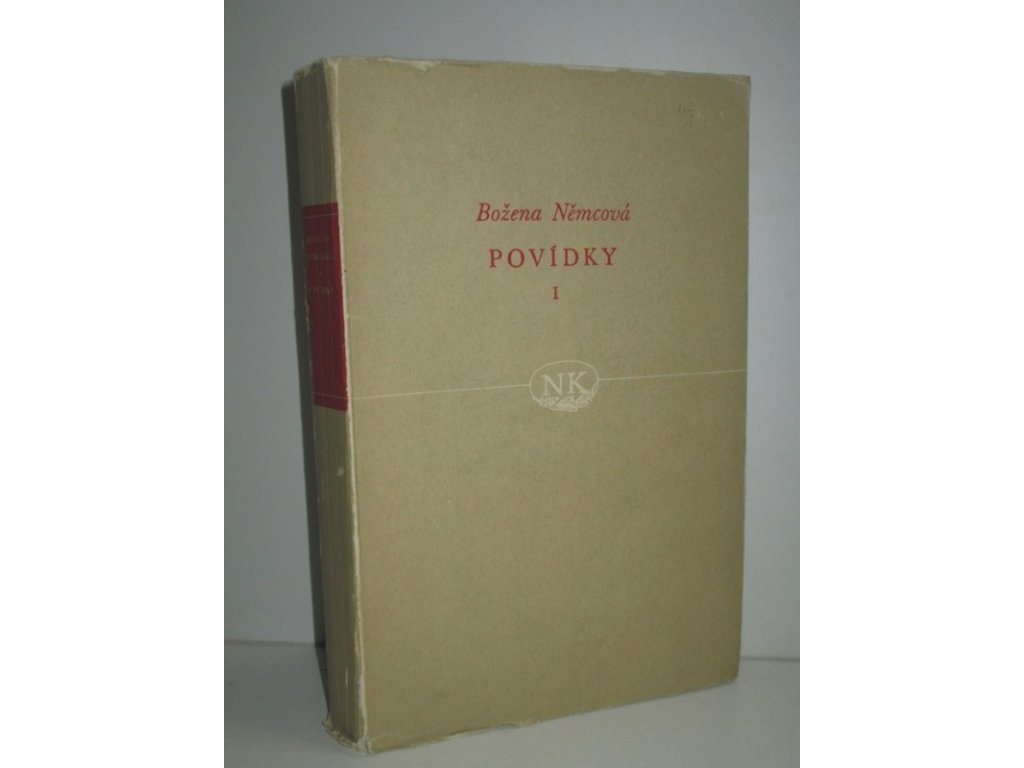 Božena Němcová
POVÍDKY
I
NK